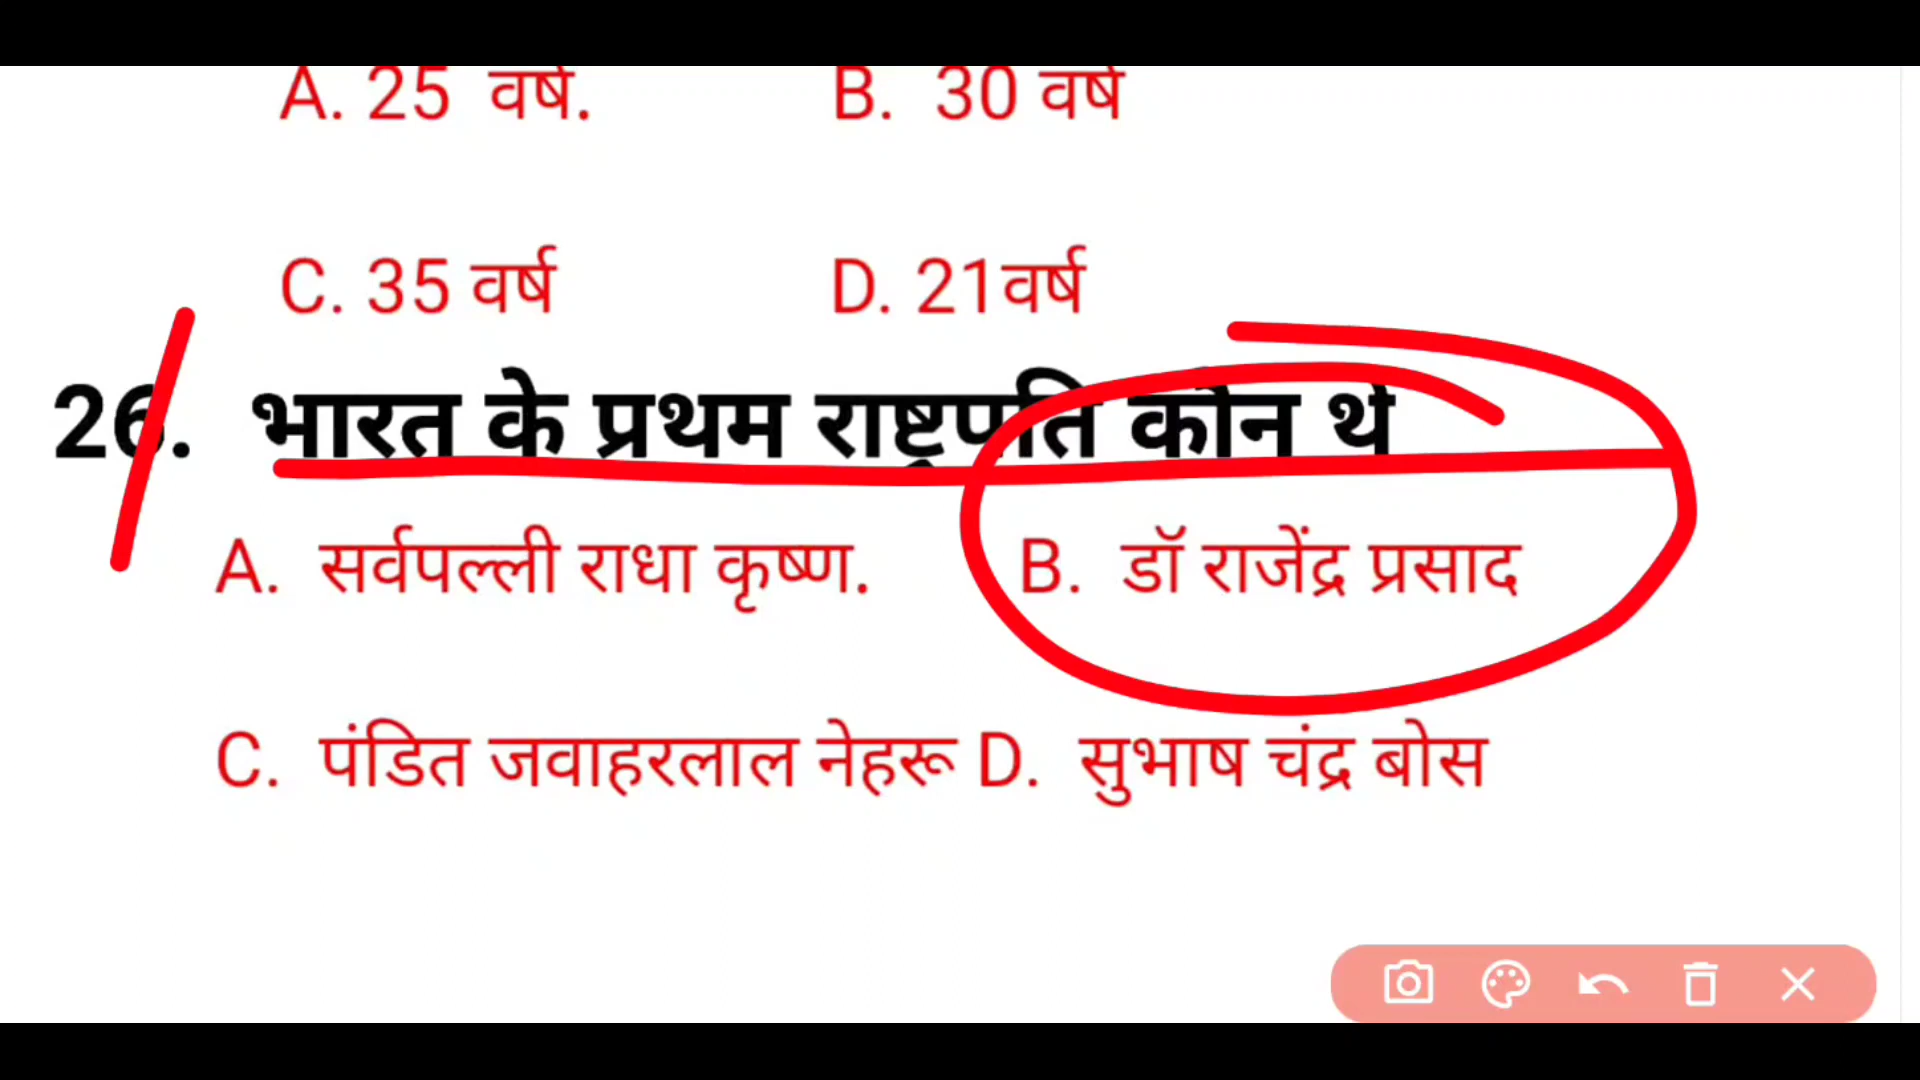 A. 25 वर्ष. B. 30 वर्ष
C. 35 वर्ष D. 21वर्ष
26. भारत के प्रथम राष्ट्रपति कौन थे
A. सर्वपल्ली राधा कृष्ण. B. डॉ राजेंद्र प्रसाद
C. पंडित जवाहरलाल नेहरू D. सुभाष चंद्र बोस